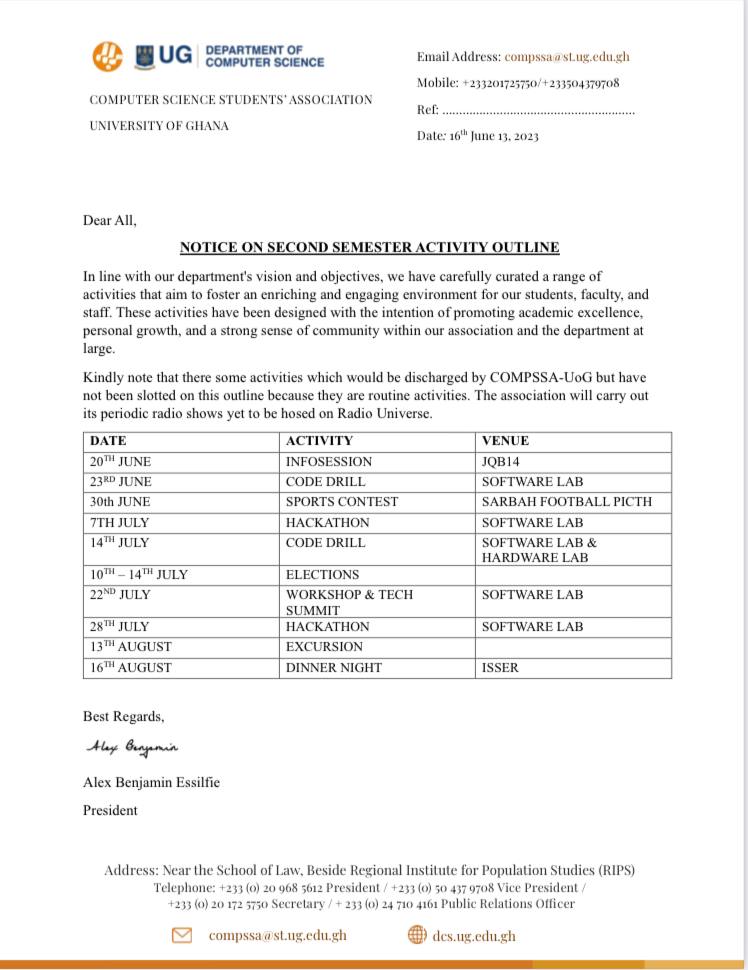 UG DEPARTMENT OF
COMPUTER SCIENCE
COMPUTER SCIENCE STUDENTS' ASSOCIATION
UNIVERSITY OF GHANA
Email Address: compssa@st.ug.edu.gh
Mobile: +233201725750/+233504379708
Ref: ........................................................
Date: 16th June 13, 2023
Dear All,
NOTICE ON SECOND SEMESTER ACTIVITY OUTLINE
In line with our department's vision and objectives, we have carefully curated a range of
activities that aim to foster an enriching and engaging environment for our students, faculty, and
staff. These activities have been designed with the intention of promoting academic excellence,
personal growth, and a strong sense of community within our association and the department at
large.
Kindly note that there some activities which would be discharged by COMPSSA-UoG but have
not been slotted on this outline because they are routine activities. The association will carry out
its periodic radio shows yet to be hosed on Radio Universe.
DATE ACTIVITY VENUE
20TH JUNE INFOSESSION JQB14
23RD JUNE CODE DRILL SOFTWARE LAB
30th JUNE SPORTS CONTEST SARBAH FOOTBALL PICTH
7TH JULY HACKATHON SOFTWARE LAB
14TH JULY CODE DRILL SOFTWARE LAB &
HARDWARE LAB
10TH – 14TH JULY ELECTIONS
22ND JULY WORKSHOP & TECH SOFTWARE LAB
SUMMIT
28TH JULY HACKATHON SOFTWARE LAB
13TH AUGUST EXCURSION
16TH AUGUST DINNER NIGHT ISSER
Best Regards,
Alex Benjamin
Alex Benjamin Essilfie
President
Address: Near the School of Law, Beside Regional Institute for Population Studies (RIPS)
Telephone: +233 (0) 20 968 5612 President / +233 (0) 50 437 9708 Vice President /
+233 (0) 20 172 5750 Secretary / + 233 (0) 24 710 4161 Public Relations Officer
compssa@st.ug.edu.gh dcs.ug.edu.gh